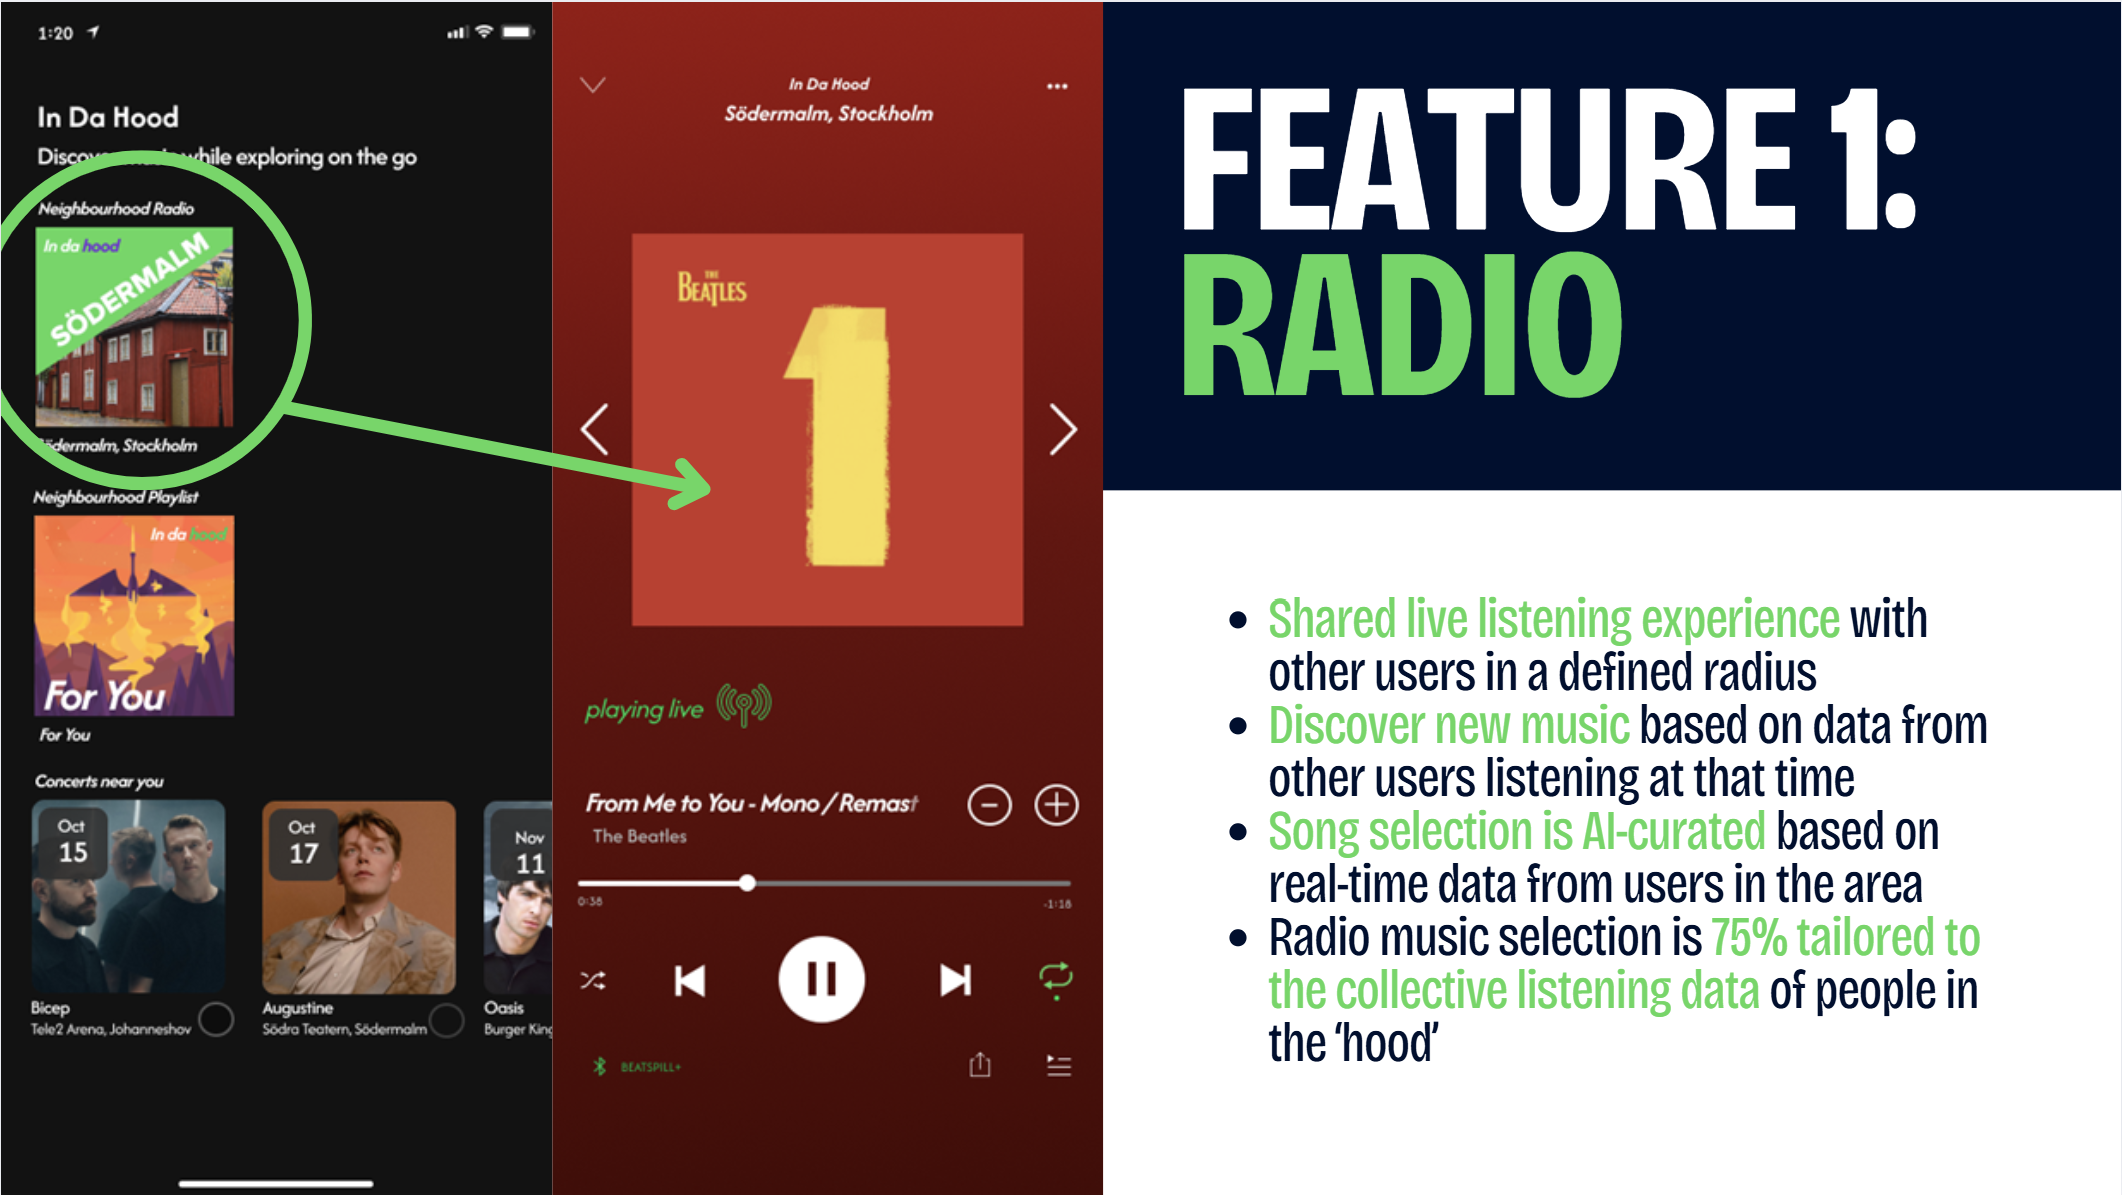 1:20
In Da Hood
Discover music while exploring on the go
Neighbourhood Radio
In da hood
SÖDERMALM
Södermalm, Stockholm
Neighbourhood Playlist
In da hood
For You
For You
Concerts near you
Oct
15
Oct
17
Nov
11
Bicep
Tele2 Arena, Johanneshov
Augustine
Södra Teatern, Södermalm
Oasis
Burger King
In Da Hood
Södermalm, Stockholm
THE
BEATLES
1
playing live
From Me to You - Mono / Remast
The Beatles
0:38
-1:18
BEATSPILL+
FEATURE 1:
RADIO
• Shared live listening experience with
other users in a defined radius
• Discover new music based on data from
other users listening at that time
• Song selection is AI-curated based on
real-time data from users in the area
• Radio music selection is 75% tailored to
the collective listening data of people in
the ‘hood’